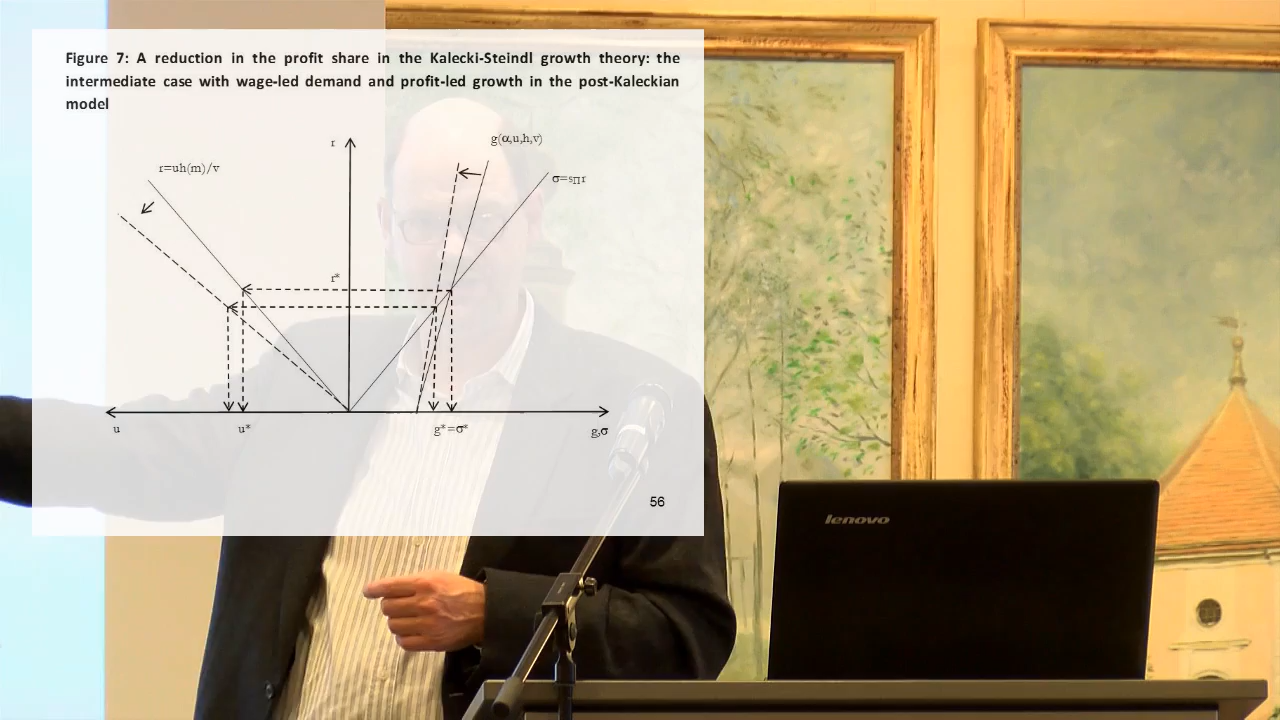 Figure 7: A reduction in the profit share in the Kalecki-Steindl growth theory: the
intermediate case with wage-led demand and profit-led growth in the post-Kaleckian
model
r
g(α,u,h,v)
r=uh(m)/v
σ=sΠr
r*
u
u*
g*=σ*
g,σ
56
lenovo